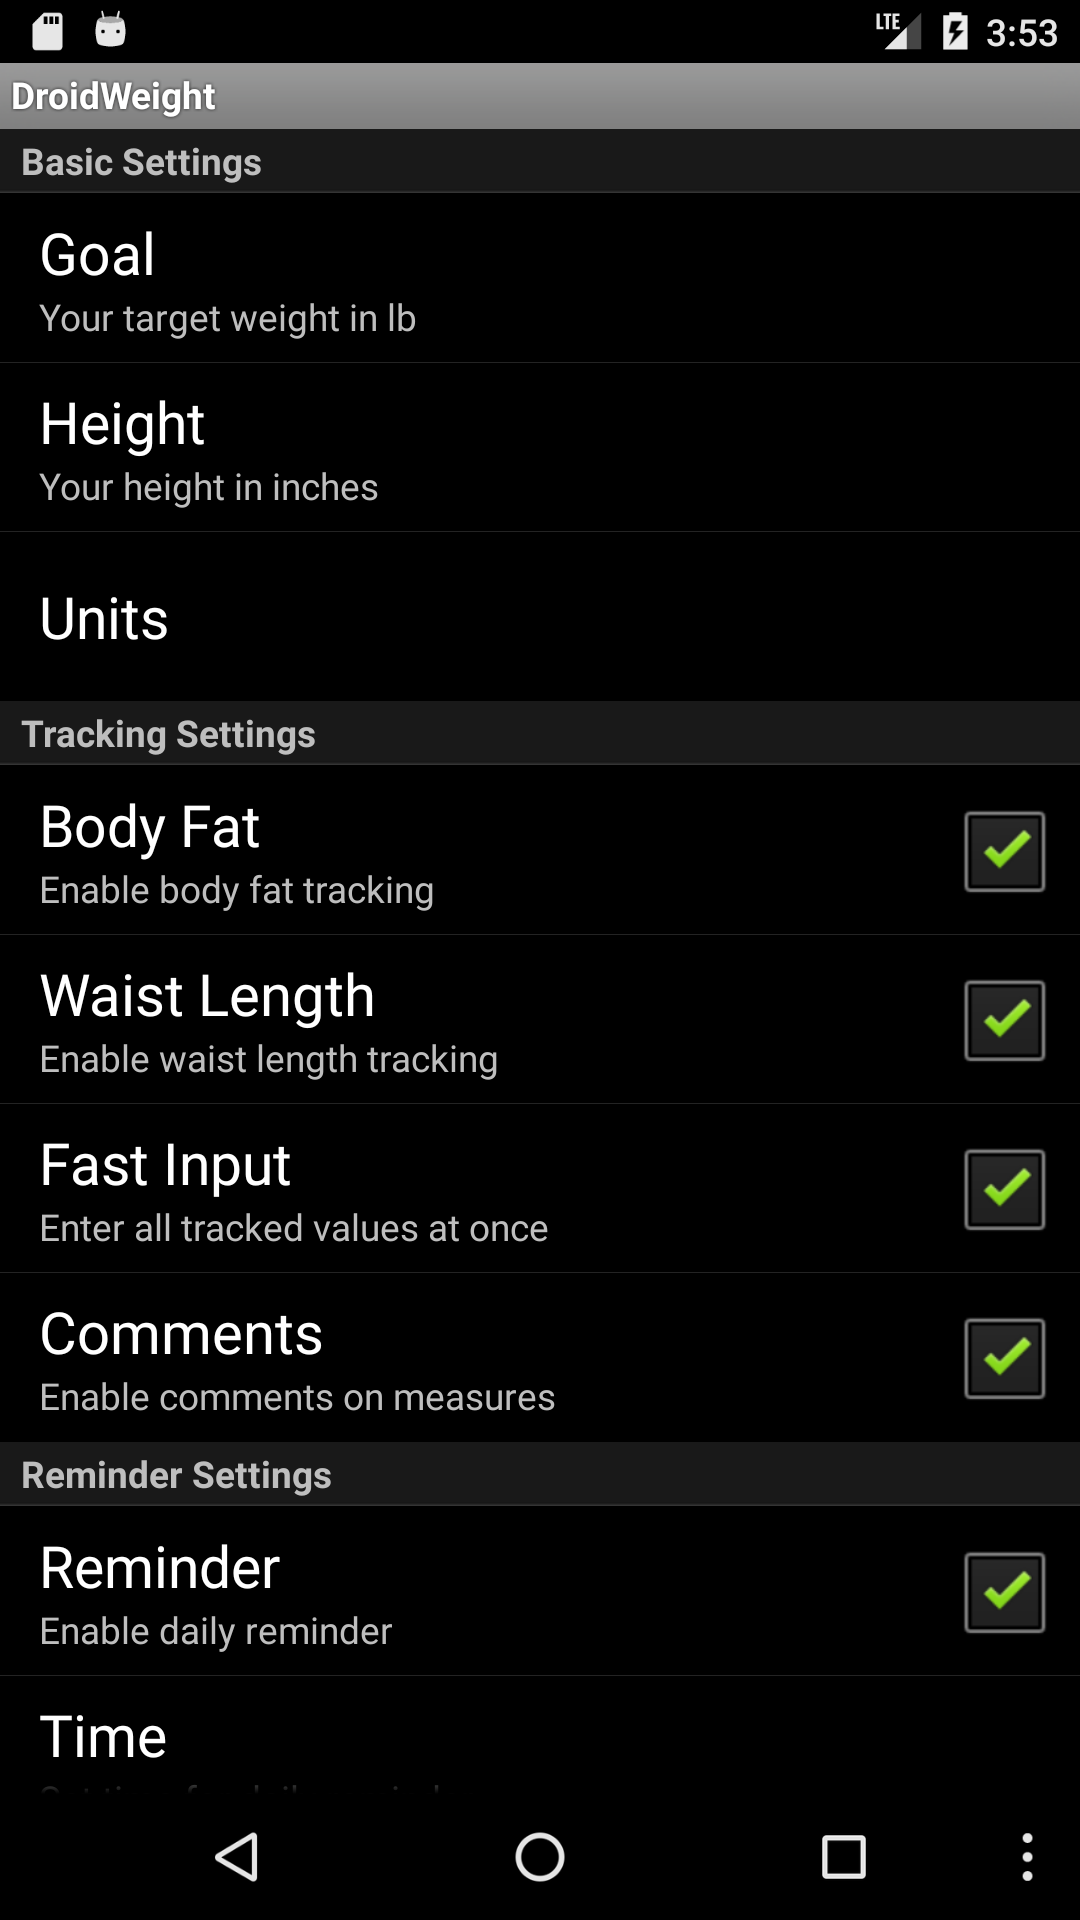 LTE 3:53
DroidWeight
Basic Settings
Goal
Your target weight in lb
Height
Your height in inches
Units
Tracking Settings
Body Fat
Enable body fat tracking
Waist Length
Enable waist length tracking
Fast Input
Enter all tracked values at once
Comments
Enable comments on measures
Reminder Settings
Reminder
Enable daily reminder
Time